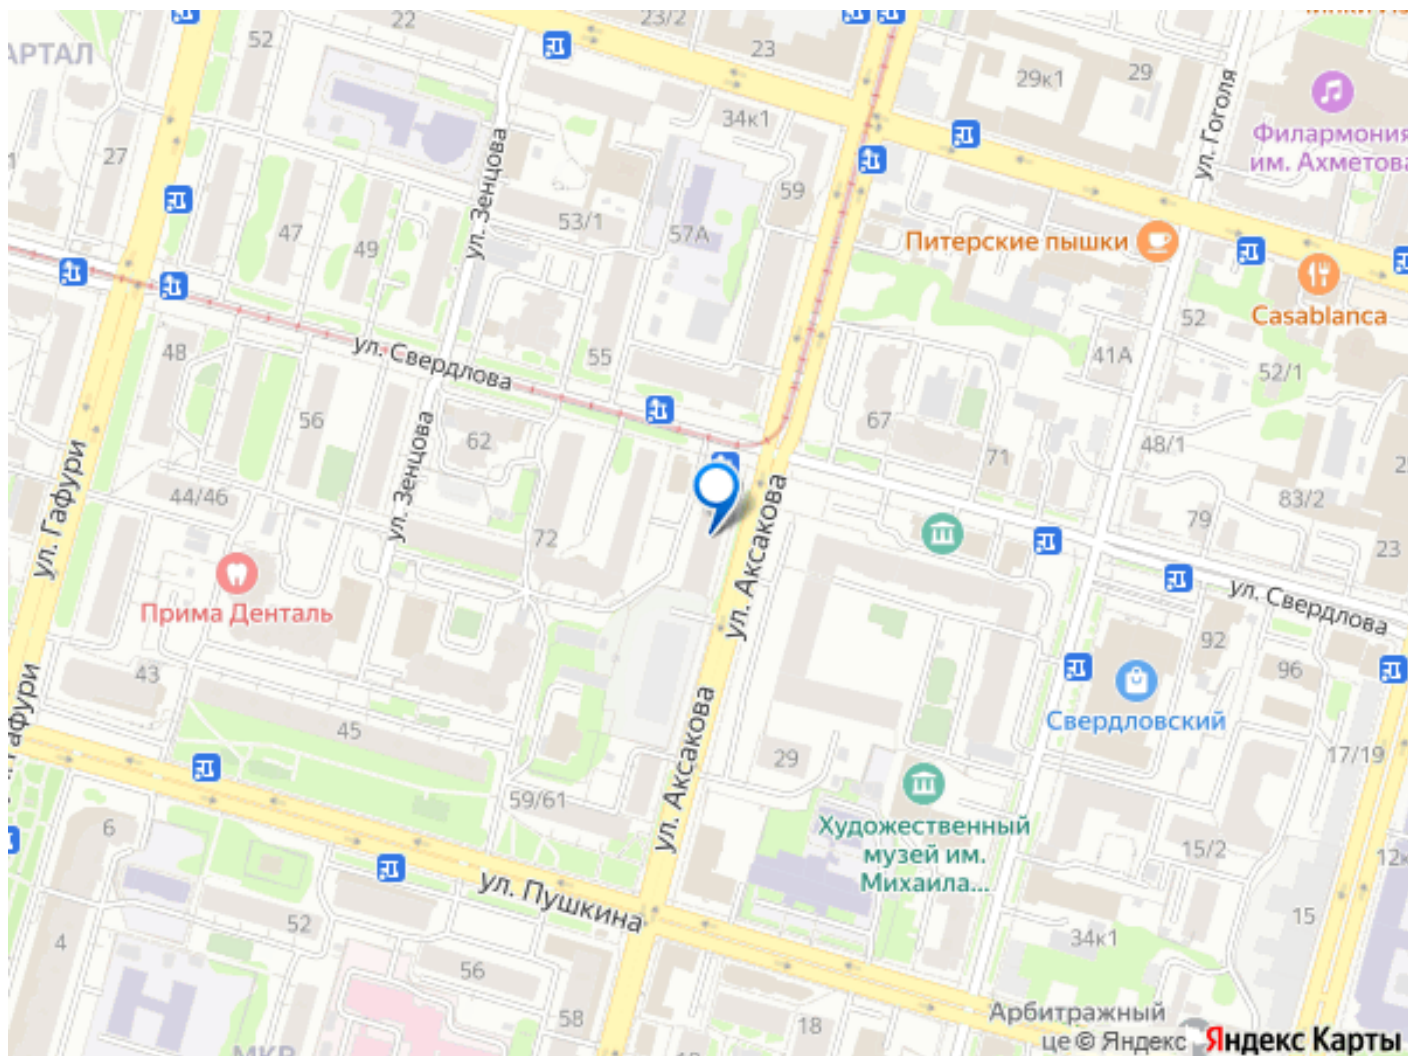 22
23/2
52
23
АРТАЛ
29к1
29
ул. Гоголя
34к1
Филармония
им. Ахметова
27
ул. Зенцова
59
53/1
57А
47
49
Питерские пышки
Casablanca
52
ул. Свердлова
48
55
41А
52/1
56
ул. Зенцова
62
67
71
48/1
ул. Гафури
44/46
ул. Аксакова
83/2
79
72
23
Прима Денталь
ул. Свердлова
92
96
43
45
ул. Аксакова
Свердловский
29
17/19
59/61
6
Художественный
музей им.
Михаила...
15/2
ул. Пушкина
52
15
4
34к1
56
58
18
Арбитражный
це © Яндекс
Яндекс Карты